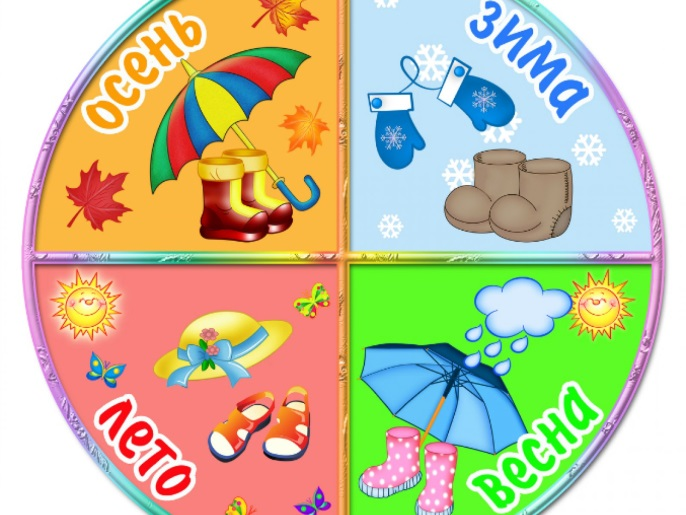 осень
зима
лето
весна